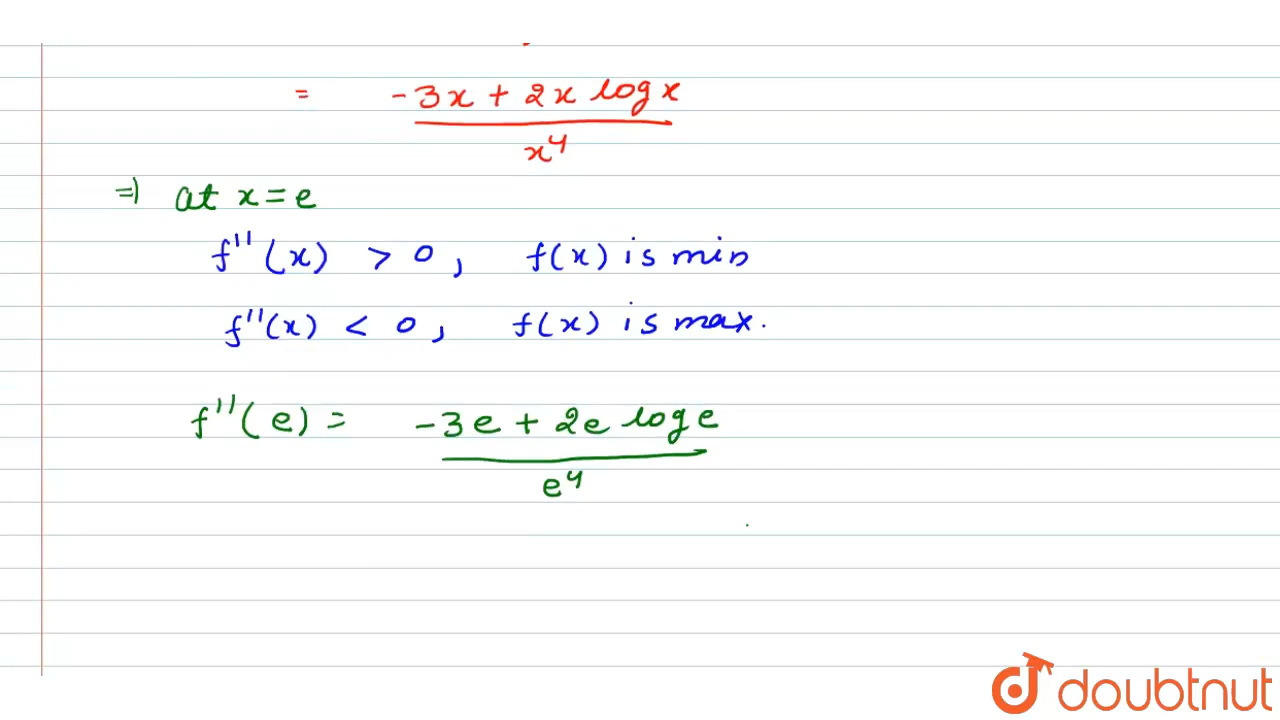 = -3x + 2x log x
x⁴
=) at x = e
f''(x) > 0, f(x) is min
f''(x) < 0, f(x) is max.
f''(e) = -3e + 2e log e
e⁴
doubtnut